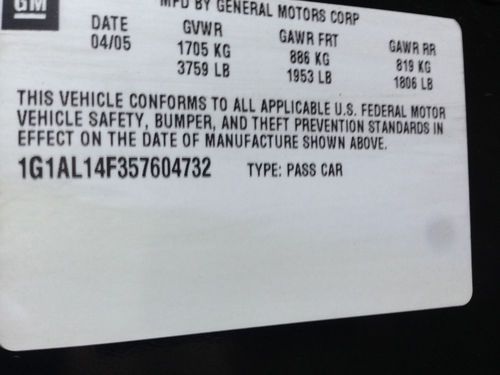 GM
MFD BY GENERAL MOTORS CORP
DATE GVWR GAWR FRT GAWR RR
04/05 1705 KG 886 KG 819 KG
3759 LB 1953 LB 1806 LB
THIS VEHICLE CONFORMS TO ALL APPLICABLE U.S. FEDERAL MOTOR
VEHICLE SAFETY, BUMPER, AND THEFT PREVENTION STANDARDS IN
EFFECT ON THE DATE OF MANUFACTURE SHOWN ABOVE.
1G1AL14F357604732 TYPE: PASS CAR